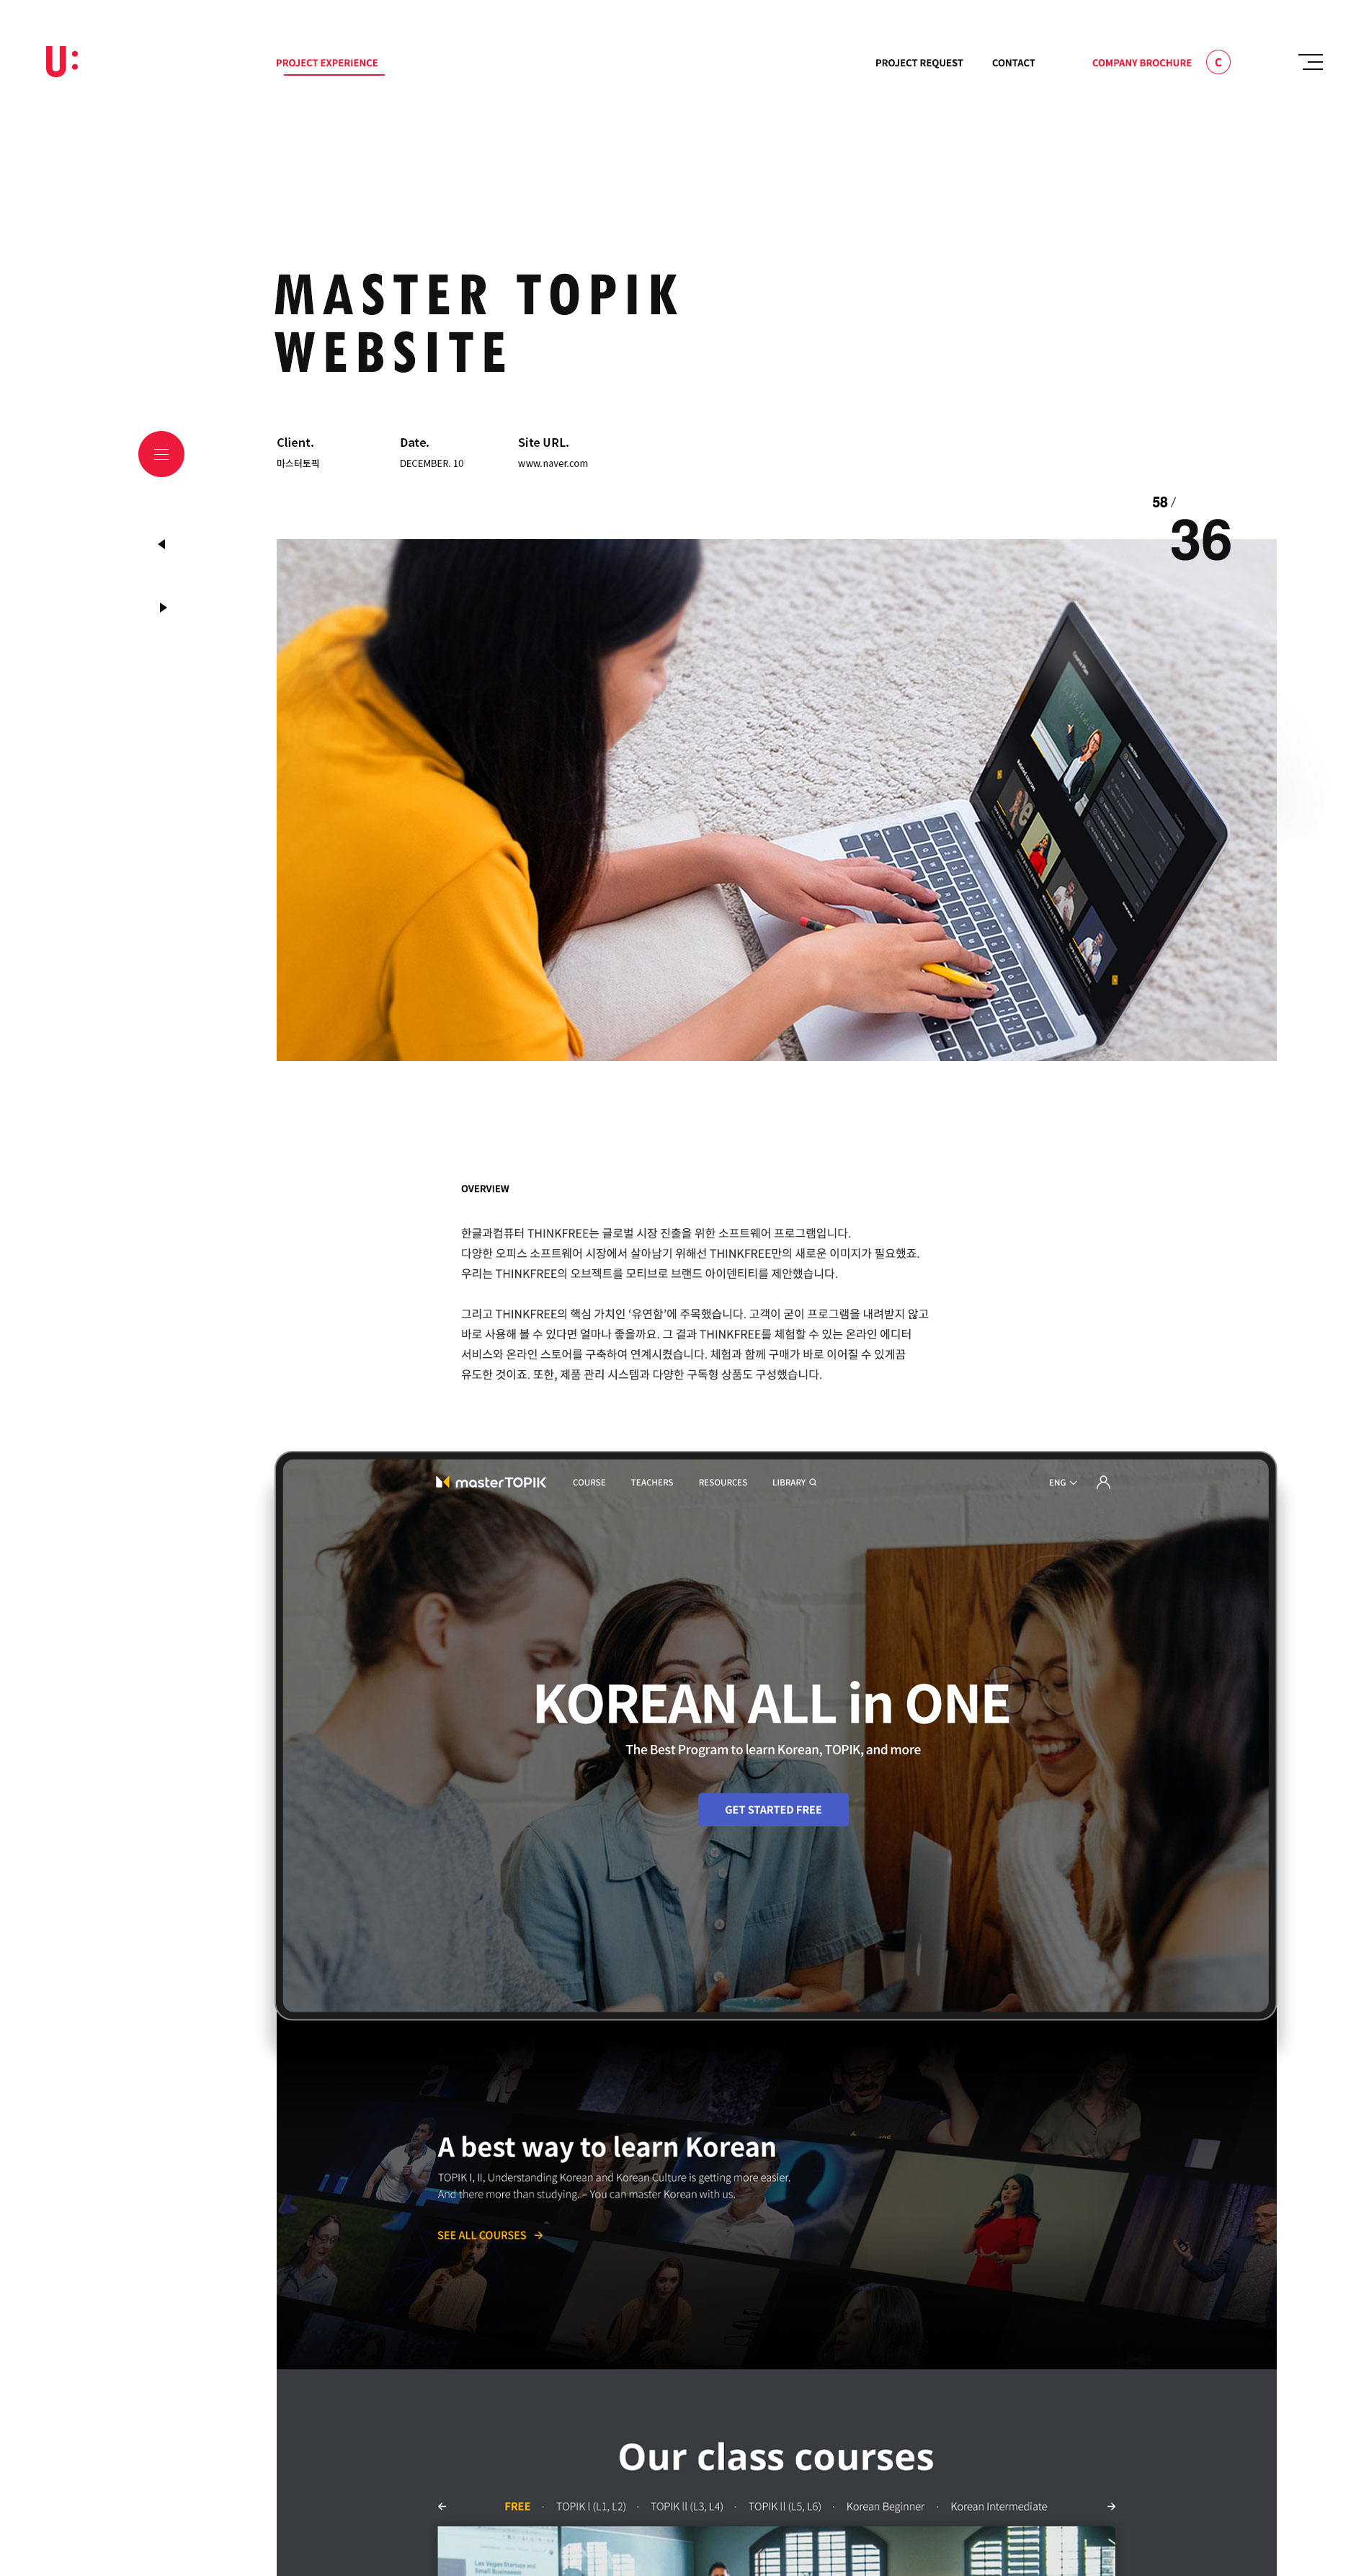 U:
PROJECT EXPERIENCE
PROJECT REQUEST
CONTACT
COMPANY BROCHURE
C
MASTER TOPIK
WEBSITE
Client.
마스터토픽
Date.
DECEMBER. 10
Site URL.
www.naver.com
58 /
36
Related courses
OVERVIEW
한글과컴퓨터 THINKFREE는 글로벌 시장 진출을 위한 소프트웨어 프로그램입니다.
다양한 오피스 소프트웨어 시장에서 살아남기 위해선 THINKFREE만의 새로운 이미지가 필요했죠.
우리는 THINKFREE의 오브젝트를 모티브로 브랜드 아이덴티티를 제안했습니다.
그리고 THINKFREE의 핵심 가치인 ‘유연함’에 주목했습니다. 고객이 굳이 프로그램을 내려받지 않고
바로 사용해 볼 수 있다면 얼마나 좋을까요. 그 결과 THINKFREE를 체험할 수 있는 온라인 에디터
서비스와 온라인 스토어를 구축하여 연계시켰습니다. 체험과 함께 구매가 바로 이어질 수 있게끔
유도한 것이죠. 또한, 제품 관리 시스템과 다양한 구독형 상품도 구성했습니다.
masterTOPIK
COURSE
TEACHERS
RESOURCES
LIBRARY
ENG
KOREAN ALL in ONE
The Best Program to learn Korean, TOPIK, and more
GET STARTED FREE
A best way to learn Korean
TOPIK I, II, Understanding Korean and Korean Culture is getting more easier.
And there more than studying. – You can master Korean with us.
SEE ALL COURSES →
Our class courses
← FREE · TOPIK I (L1, L2) · TOPIK II (L3, L4) · TOPIK II (L5, L6) · Korean Beginner · Korean Intermediate →
Las Vegas Startups and
Small Businesses